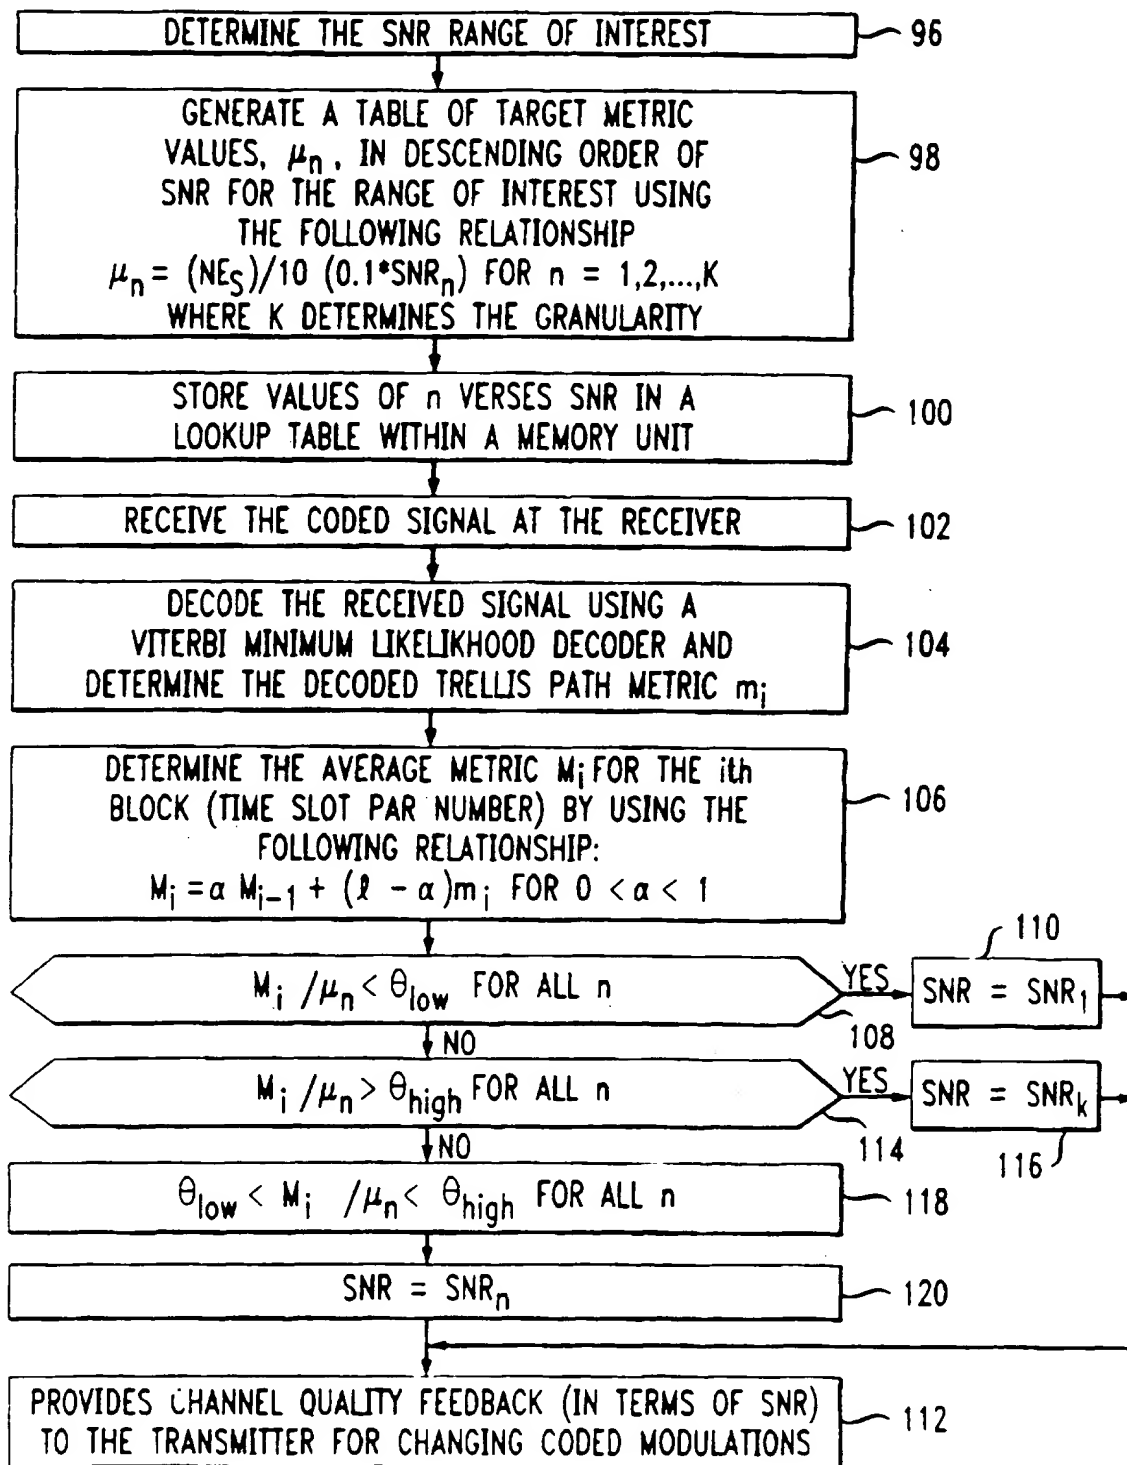 DETERMINE THE SNR RANGE OF INTEREST
96
GENERATE A TABLE OF TARGET METRIC
VALUES, μn, IN DESCENDING ORDER OF
SNR FOR THE RANGE OF INTEREST USING
THE FOLLOWING RELATIONSHIP
μn = (NES)/10 (0.1*SNRn) FOR n = 1,2,...,K
WHERE K DETERMINES THE GRANULARITY
98
STORE VALUES OF n VERSES SNR IN A
LOOKUP TABLE WITHIN A MEMORY UNIT
100
RECEIVE THE CODED SIGNAL AT THE RECEIVER
102
DECODE THE RECEIVED SIGNAL USING A
VITERBI MINIMUM LIKELIKHOOD DECODER AND
DETERMINE THE DECODED TRELLIS PATH METRIC mi
104
DETERMINE THE AVERAGE METRIC Mi FOR THE ith
BLOCK (TIME SLOT PAR NUMBER) BY USING THE
FOLLOWING RELATIONSHIP:
Mi = α Mi-1 + (ℓ - α)mi FOR 0 < α < 1
106
Mi /μn < θlow FOR ALL n
108
YES
SNR = SNR1
110
NO
Mi /μn > θhigh FOR ALL n
114
YES
SNR = SNRk
116
NO
θlow < Mi /μn < θhigh FOR ALL n
118
SNR = SNRn
120
PROVIDES CHANNEL QUALITY FEEDBACK (IN TERMS OF SNR)
TO THE TRANSMITTER FOR CHANGING CODED MODULATIONS
112